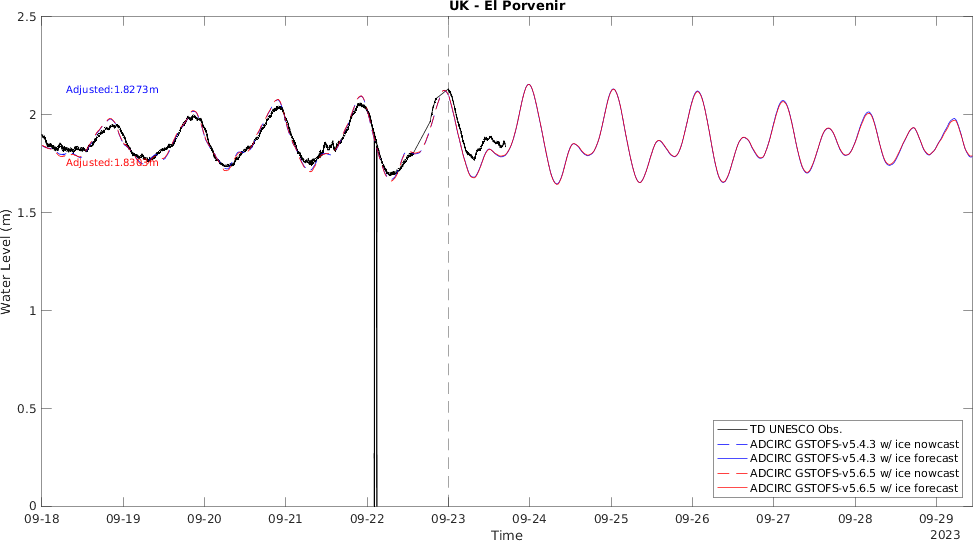 UK - El Porvenir
2.5
2
1.5
1
0.5
0
Water Level (m)
Adjusted:1.8273m
Adjusted:1.8363m
TD UNESCO Obs.
ADCIRC GSTOFS-v5.4.3 w/ ice nowcast
ADCIRC GSTOFS-v5.4.3 w/ ice forecast
ADCIRC GSTOFS-v5.6.5 w/ ice nowcast
ADCIRC GSTOFS-v5.6.5 w/ ice forecast
09-18 09-19 09-20 09-21 09-22 09-23 09-24 09-25 09-26 09-27 09-28 09-29
Time
2023